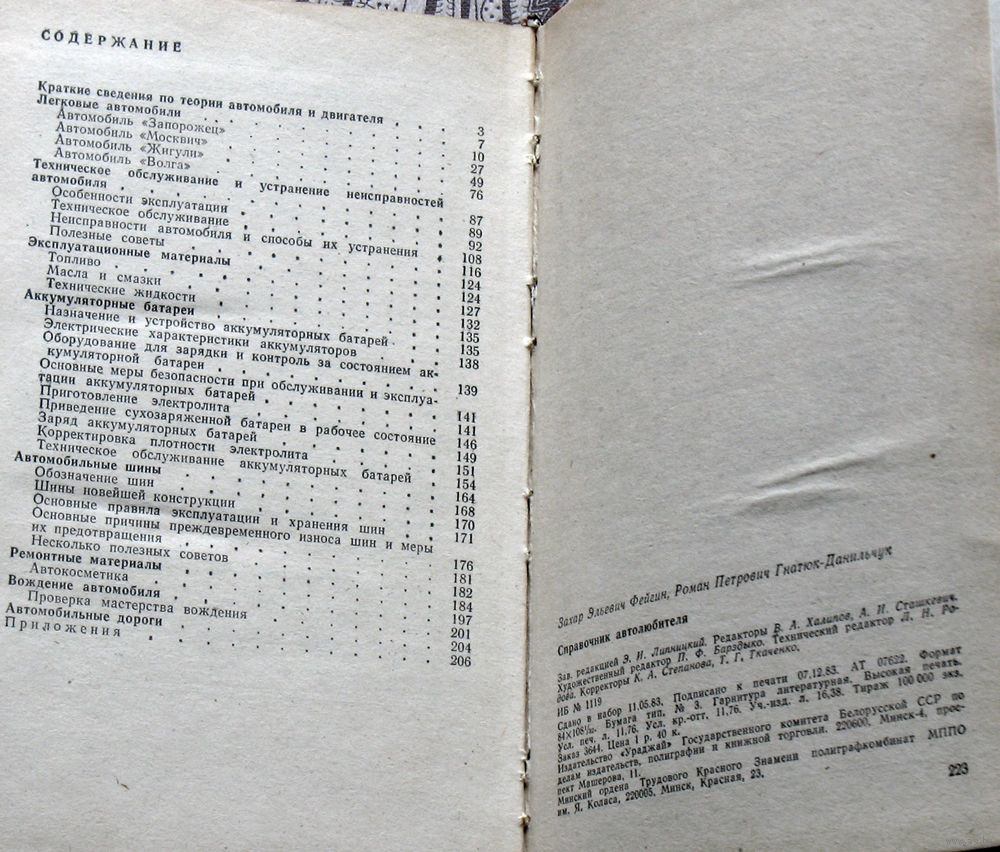 СОДЕРЖАНИЕ
Краткие сведения по теории автомобиля и двигателя . . . 3
Легковые автомобили . . . 7
Автомобиль «Запорожец» . . . 10
Автомобиль «Москвич» . . . 27
Автомобиль «Жигули» . . . 49
Автомобиль «Волга» . . . 76
Техническое обслуживание и устранение неисправностей
автомобиля . . . 87
Особенности эксплуатации . . . 89
Техническое обслуживание . . . 92
Неисправности автомобиля и способы их устранения . 108
Полезные советы . . . 116
Эксплуатационные материалы . . . 124
Топливо . . . 124
Масла и смазки . . . 127
Технические жидкости . . . 132
Аккумуляторные батареи . . . 135
Назначение и устройство аккумуляторных батарей . . 135
Электрические характеристики аккумуляторов . . . 138
Оборудование для зарядки и контроль за состоянием ак-
кумуляторной батареи . . . 139
Основные меры безопасности при обслуживании и эксплуа-
тации аккумуляторных батарей . . . 141
Приготовление электролита . . . 141
Приведение сухозаряженной батареи в рабочее состояние 146
Заряд аккумуляторных батарей . . . 149
Корректировка плотности электролита . . . 151
Техническое обслуживание аккумуляторных батарей . 154
Автомобильные шины . . . 164
Обозначение шин . . . 168
Шины новейшей конструкции . . . 170
Основные правила эксплуатации и хранения шин . . 171
Основные причины преждевременного износа шин и меры
их предотвращения . . . 176
Несколько полезных советов . . . 181
Ремонтные материалы . . . 182
Автокосметика . . . 184
Вождение автомобиля . . . 197
Проверка мастерства вождения . . . 201
Автомобильные дороги . . . 204
Приложения . . . 206
Захар Эльевич Фейгин, Роман Петрович Гнатюк-Данильчук
Справочник автолюбителя
Зав. редакцией Э. И. Липницкий. Редакторы В. А. Халипов, А. И. Сташкевич.
Художественный редактор П. Ф. Барздыко. Технический редактор Л. Н. Ро-
дова. Корректоры К. А. Степанова, Т. Г. Ткаченко.
ИБ № 1119
Сдано в набор 11.05.83. Подписано к печати 07.12.83. АТ 07622. Формат
84×108¹/₃₂. Бумага тип. № 3. Гарнитура литературная. Высокая печать.
Усл. печ. л. 11,76. Усл. кр.-отт. 11,76. Уч.-изд. л. 16,38. Тираж 100 000 экз.
Заказ 3644. Цена 1 р. 40 к.
Издательство «Ураджай» Государственного комитета Белорусской ССР по
делам издательств, полиграфии и книжной торговли. 220600. Минск-4, прос-
пект Машерова, 11.
Минский ордена Трудового Красного Знамени полиграфкомбинат МППО
им. Я. Коласа, 220005. Минск, Красная, 23.
223